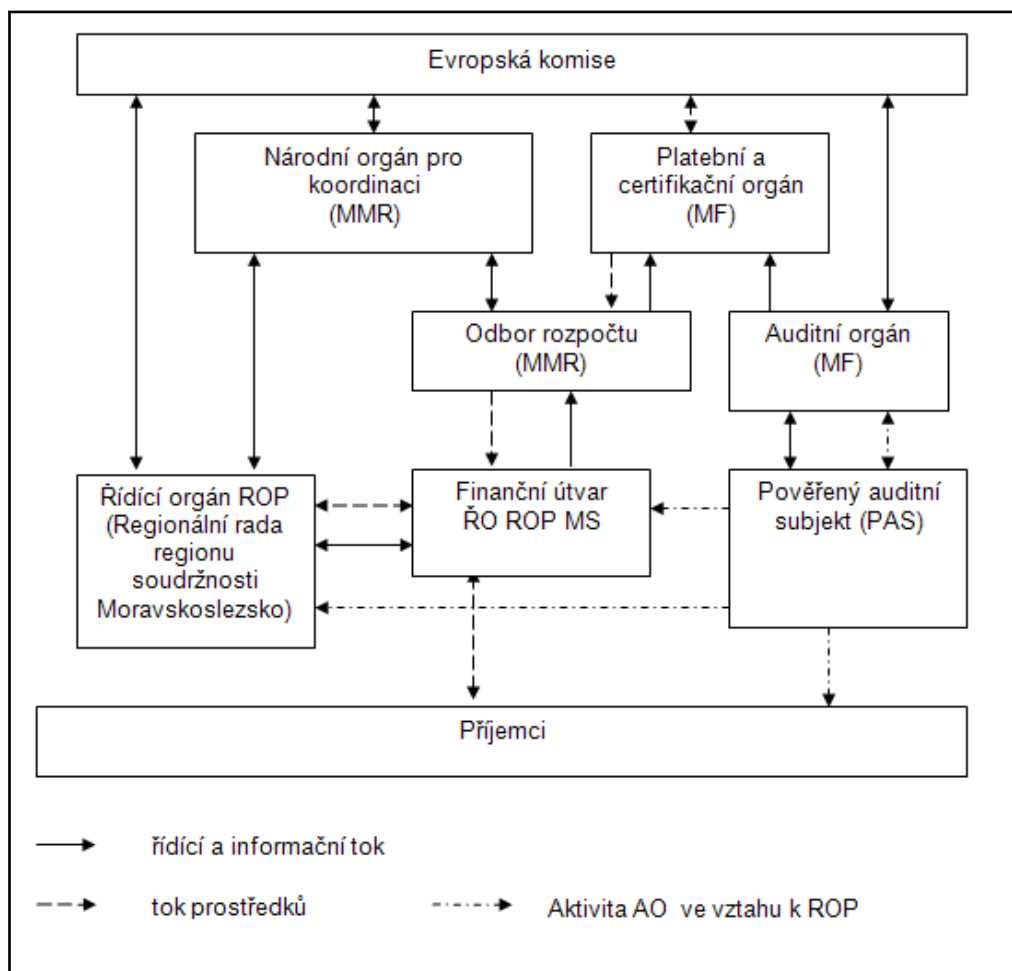 Evropská komise
Národní orgán pro
koordinaci
(MMR)
Platební a
certifikační orgán
(MF)
Odbor rozpočtu
(MMR)
Auditní orgán
(MF)
Řídící orgán ROP
(Regionální rada
regionu
soudržnosti
Moravskoslezsko)
Finanční útvar
ŘO ROP MS
Pověřený auditní
subjekt (PAS)
Příjemci
řídící a informační tok
tok prostředků
Aktivita AO ve vztahu k ROP